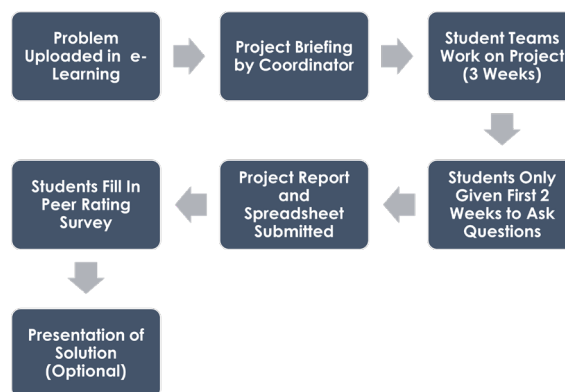 Problem
Uploaded in e-
Learning
Project Briefing
by Coordinator
Student Teams
Work on Project
(3 Weeks)
Students Only
Given First 2
Weeks to Ask
Questions
Project Report
and
Spreadsheet
Submitted
Students Fill In
Peer Rating
Survey
Presentation of
Solution
(Optional)